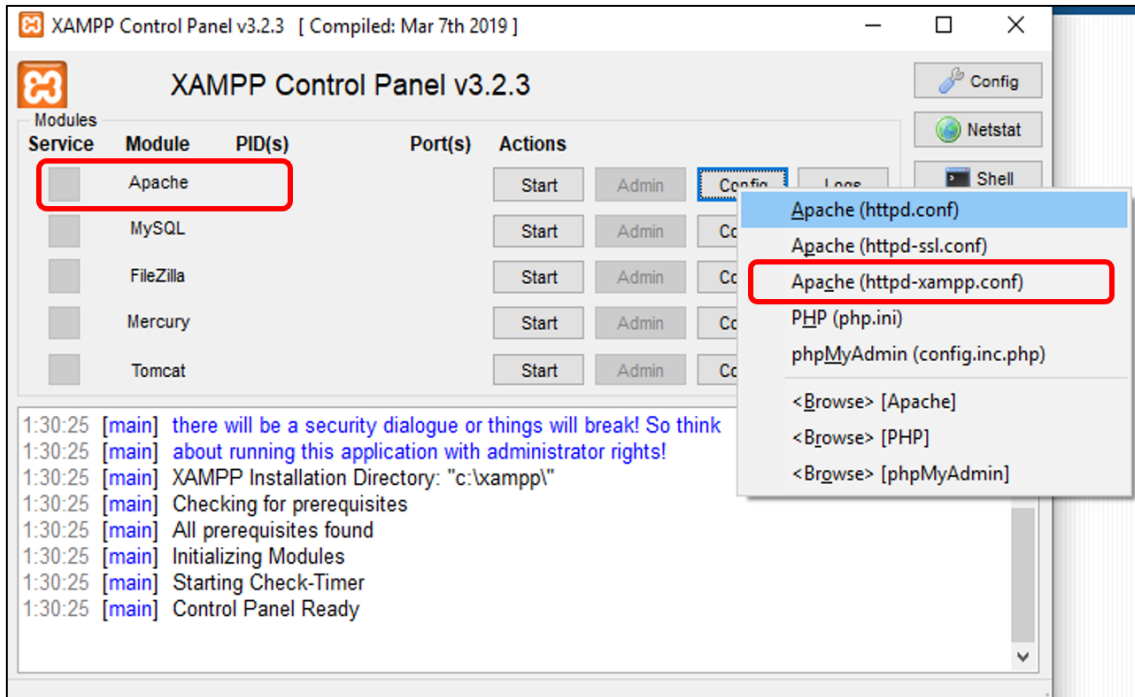 XAMPP Control Panel v3.2.3 [ Compiled: Mar 7th 2019 ]
XAMPP Control Panel v3.2.3
Config
Modules
Service Module PID(s) Port(s) Actions
Netstat
Apache Start Admin Config Logs
Shell
MySQL Start Admin
FileZilla Start Admin
Mercury Start Admin
Tomcat Start Admin
Apache (httpd.conf)
Apache (httpd-ssl.conf)
Apache (httpd-xampp.conf)
PHP (php.ini)
phpMyAdmin (config.inc.php)
<Browse> [Apache]
<Browse> [PHP]
<Browse> [phpMyAdmin]
1:30:25 [main] there will be a security dialogue or things will break! So think
1:30:25 [main] about running this application with administrator rights!
1:30:25 [main] XAMPP Installation Directory: "c:\xampp\"
1:30:25 [main] Checking for prerequisites
1:30:25 [main] All prerequisites found
1:30:25 [main] Initializing Modules
1:30:25 [main] Starting Check-Timer
1:30:25 [main] Control Panel Ready